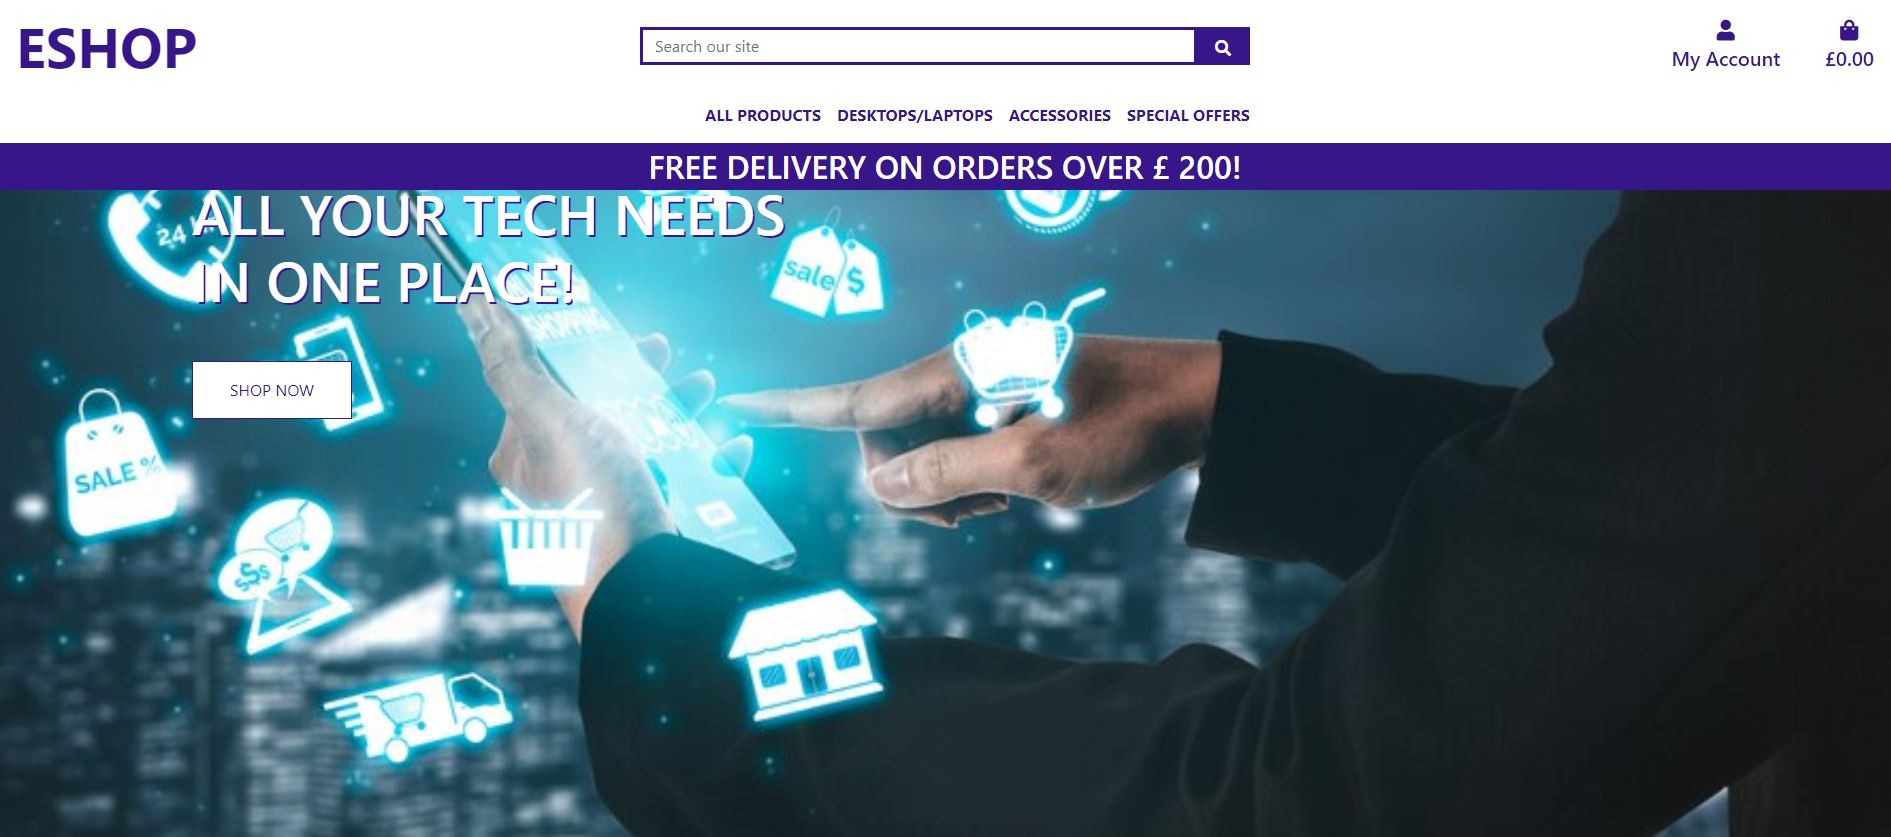 ESHOP
Search our site
My Account
£0.00
ALL PRODUCTS DESKTOPS/LAPTOPS ACCESSORIES SPECIAL OFFERS
FREE DELIVERY ON ORDERS OVER £ 200!
ALL YOUR TECH NEEDS
IN ONE PLACE!
SHOP NOW
24
sale $
SHOPPING
SALE %
$$$